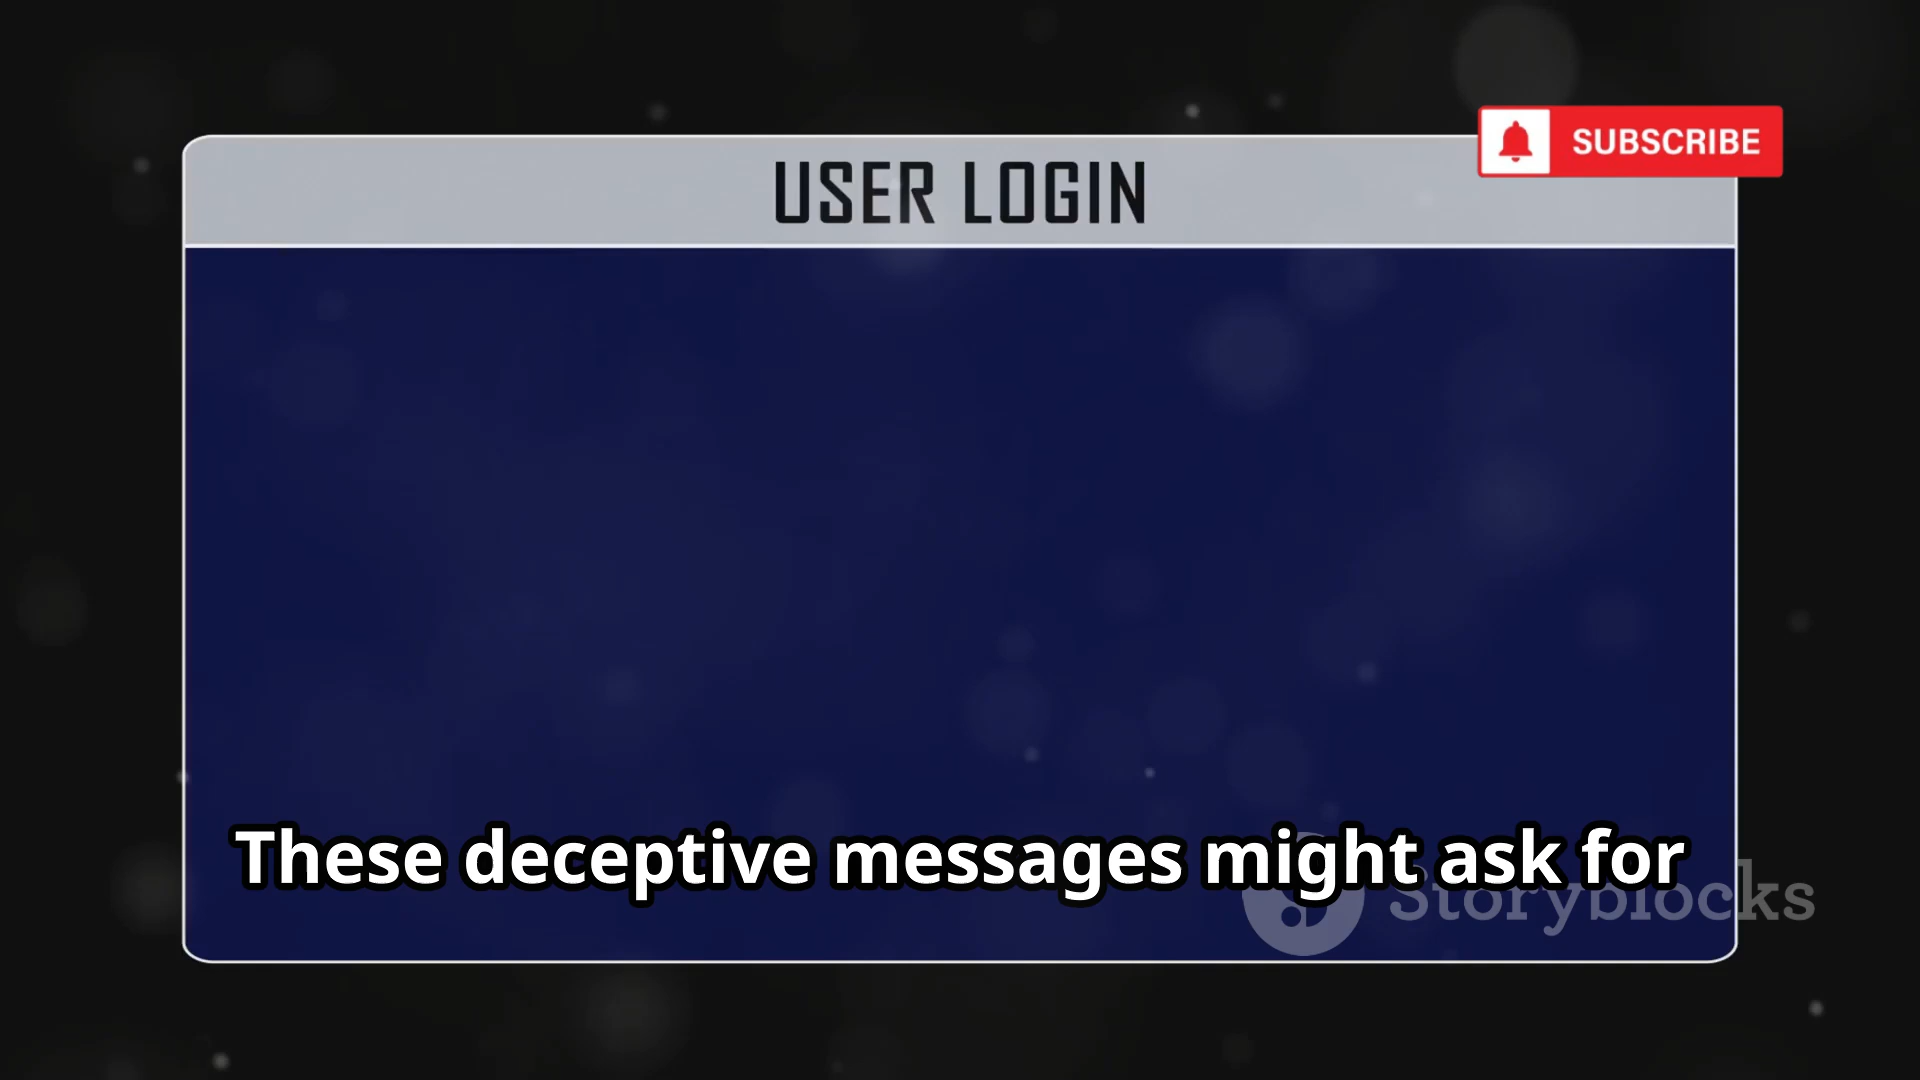 SUBSCRIBE
USER LOGIN
These deceptive messages might ask for
Storyblocks